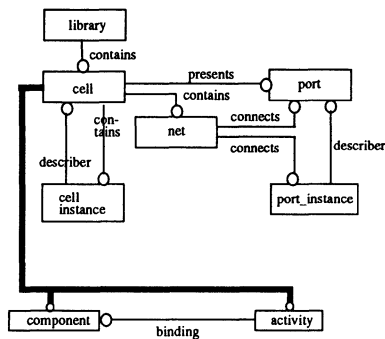 library
contains
cell
presents
port
contains
con-
tains
net
connects
connects
describer
describer
cell
instance
port_instance
component
binding
activity